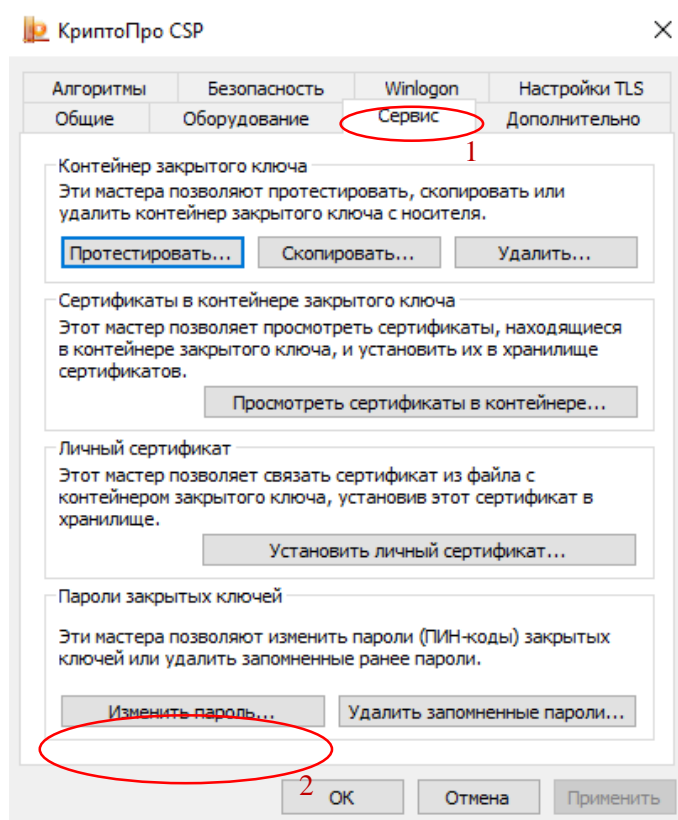 КриптоПро CSP
Алгоритмы Безопасность Winlogon Настройки TLS
Общие Оборудование Сервис Дополнительно
1
Контейнер закрытого ключа
Эти мастера позволяют протестировать, скопировать или
удалить контейнер закрытого ключа с носителя.
Протестировать... Скопировать... Удалить...
Сертификаты в контейнере закрытого ключа
Этот мастер позволяет просмотреть сертификаты, находящиеся
в контейнере закрытого ключа, и установить их в хранилище
сертификатов.
Просмотреть сертификаты в контейнере...
Личный сертификат
Этот мастер позволяет связать сертификат из файла с
контейнером закрытого ключа, установив этот сертификат в
хранилище.
Установить личный сертификат...
Пароли закрытых ключей
Эти мастера позволяют изменить пароли (ПИН-коды) закрытых
ключей или удалить запомненные ранее пароли.
Изменить пароль... Удалить запомненные пароли...
2
ОК Отмена Применить